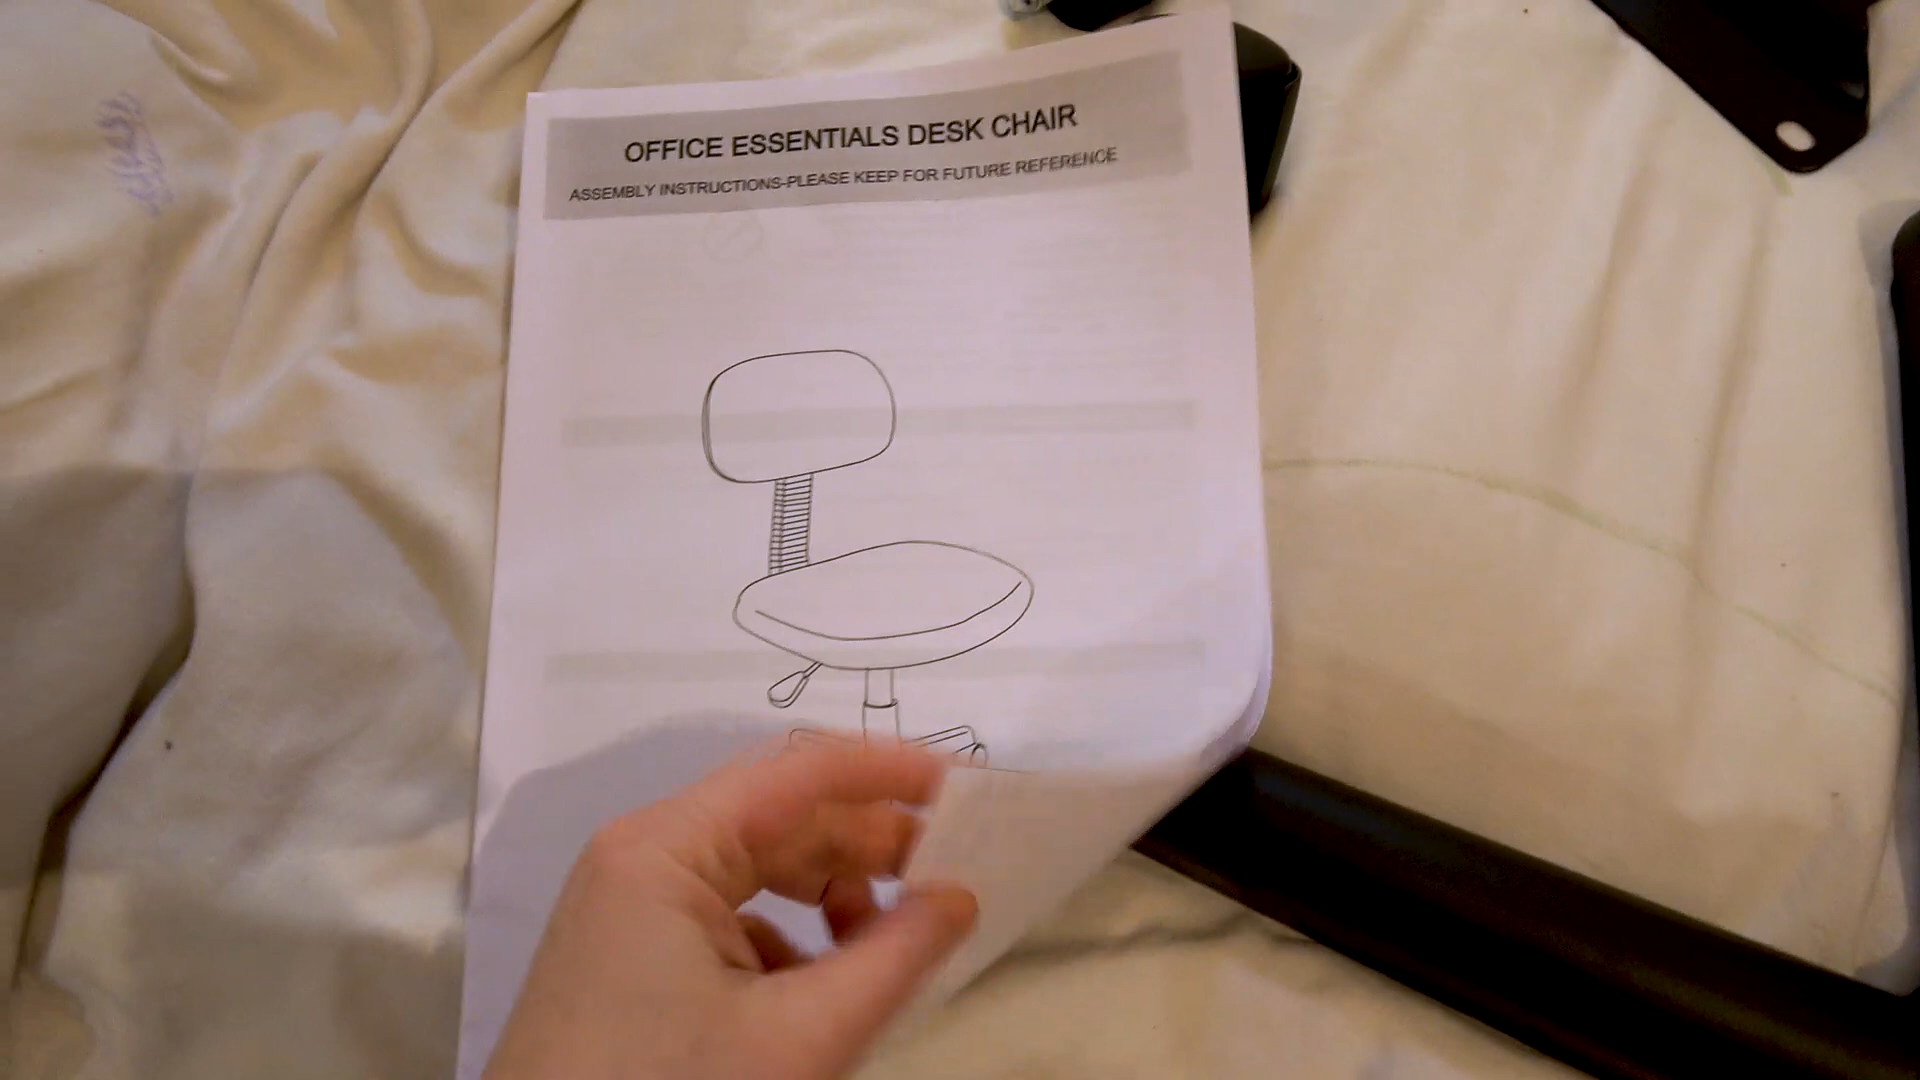 OFFICE ESSENTIALS DESK CHAIR
ASSEMBLY INSTRUCTIONS-PLEASE KEEP FOR FUTURE REFERENCE